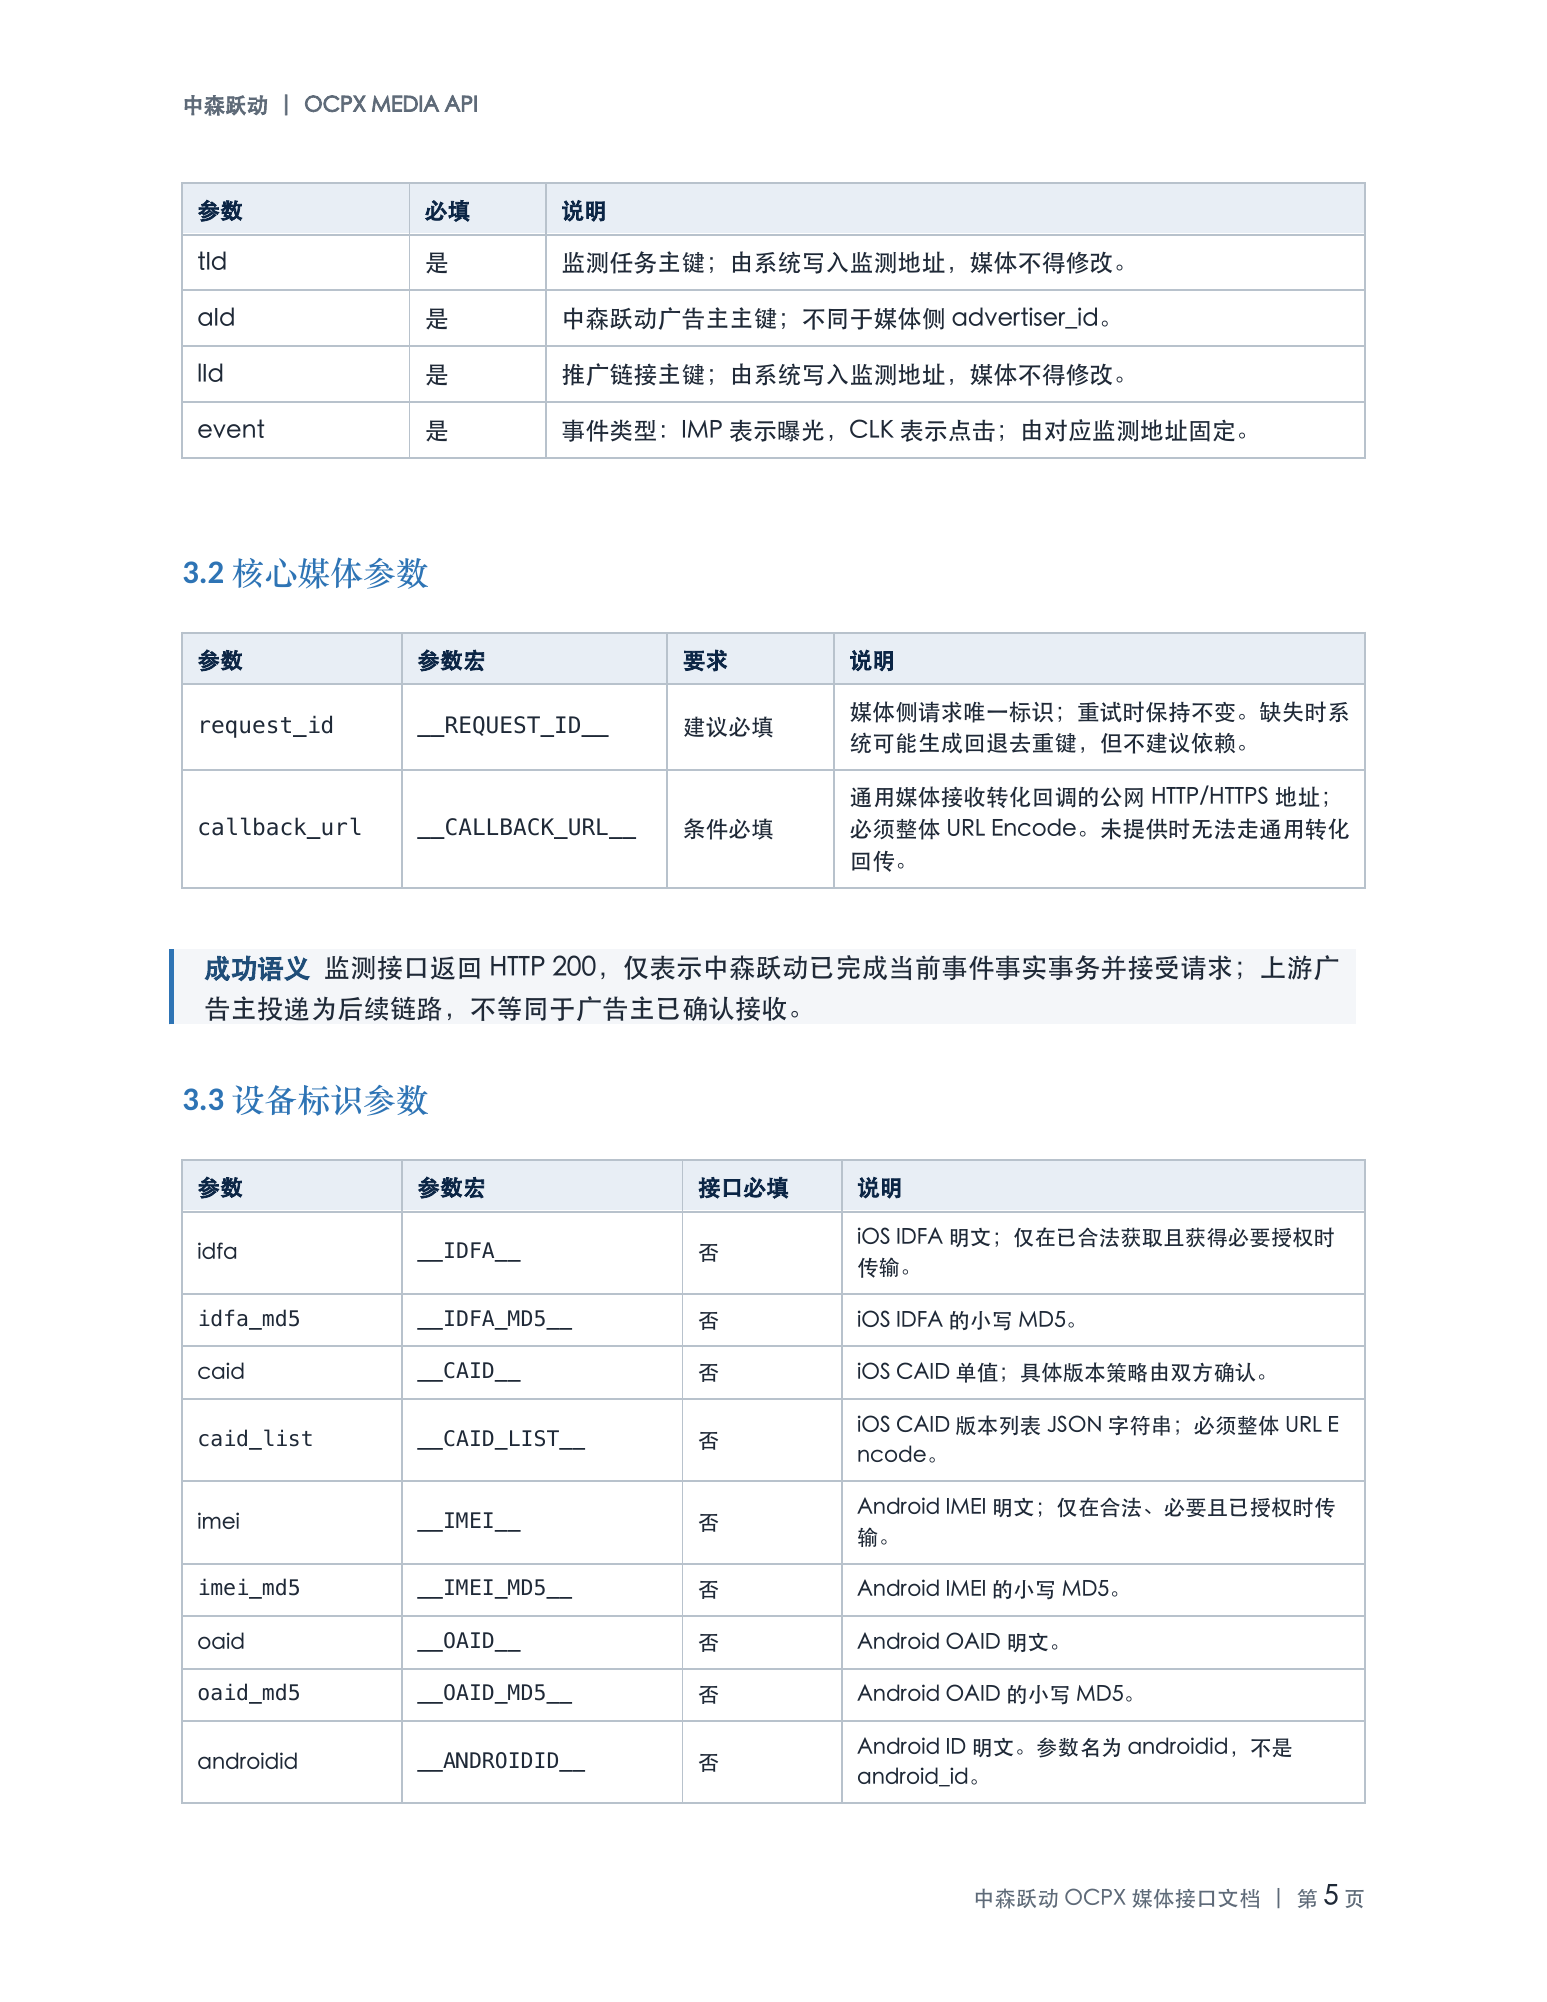 中森跃动 | OCPX MEDIA API
参数 必填 说明
tId 是 监测任务主键；由系统写入监测地址，媒体不得修改。
aId 是 中森跃动广告主主键；不同于媒体侧 advertiser_id。
lId 是 推广链接主键；由系统写入监测地址，媒体不得修改。
event 是 事件类型：IMP 表示曝光，CLK 表示点击；由对应监测地址固定。
3.2 核心媒体参数
参数 参数宏 要求 说明
request_id __REQUEST_ID__ 建议必填 媒体侧请求唯一标识；重试时保持不变。缺失时系
统可能生成回退去重键，但不建议依赖。
callback_url __CALLBACK_URL__ 条件必填 通用媒体接收转化回调的公网 HTTP/HTTPS 地址；
必须整体 URL Encode。未提供时无法走通用转化
回传。
成功语义 监测接口返回 HTTP 200，仅表示中森跃动已完成当前事件事实事务并接受请求；上游广
告主投递为后续链路，不等同于广告主已确认接收。
3.3 设备标识参数
参数 参数宏 接口必填 说明
idfa __IDFA__ 否 iOS IDFA 明文；仅在已合法获取且获得必要授权时
传输。
idfa_md5 __IDFA_MD5__ 否 iOS IDFA 的小写 MD5。
caid __CAID__ 否 iOS CAID 单值；具体版本策略由双方确认。
caid_list __CAID_LIST__ 否 iOS CAID 版本列表 JSON 字符串；必须整体 URL E
ncode。
imei __IMEI__ 否 Android IMEI 明文；仅在合法、必要且已授权时传
输。
imei_md5 __IMEI_MD5__ 否 Android IMEI 的小写 MD5。
oaid __OAID__ 否 Android OAID 明文。
oaid_md5 __OAID_MD5__ 否 Android OAID 的小写 MD5。
androidid __ANDROIDID__ 否 Android ID 明文。参数名为 androidid，不是
android_id。
中森跃动 OCPX 媒体接口文档 | 第 5 页